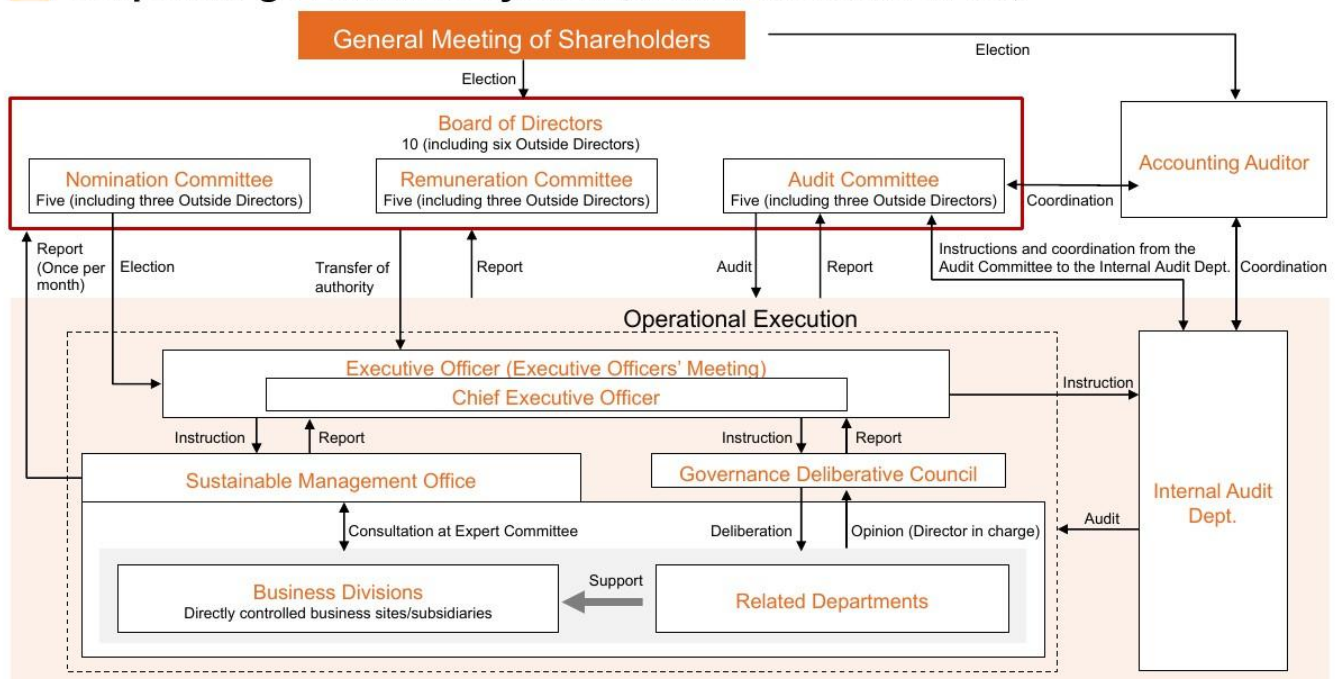 General Meeting of Shareholders
Election
Election
Board of Directors
10 (including six Outside Directors)
Nomination Committee
Five (including three Outside Directors)
Remuneration Committee
Five (including three Outside Directors)
Audit Committee
Five (including three Outside Directors)
Accounting Auditor
Coordination
Report
(Once per
month)
Election
Transfer of
authority
Report
Audit
Report
Instructions and coordination from the
Audit Committee to the Internal Audit Dept.
Coordination
Operational Execution
Executive Officer (Executive Officers' Meeting)
Chief Executive Officer
Instruction
Instruction
Report
Instruction
Report
Sustainable Management Office
Governance Deliberative Council
Internal Audit
Dept.
Consultation at Expert Committee
Deliberation
Opinion (Director in charge)
Audit
Business Divisions
Directly controlled business sites/subsidiaries
Support
Related Departments